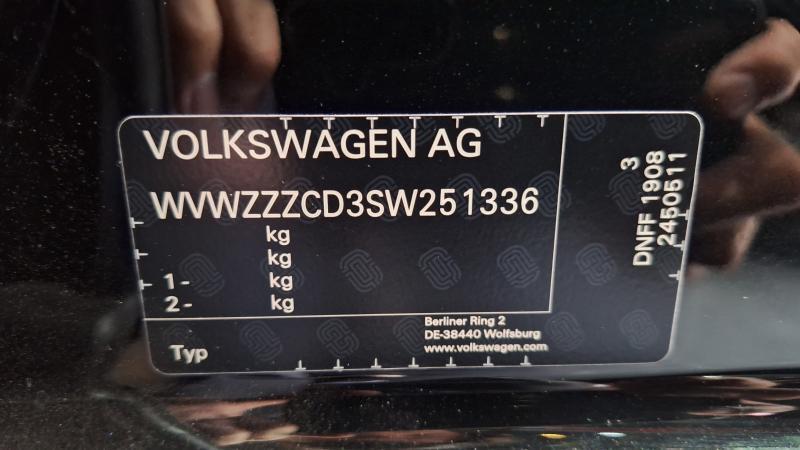 VOLKSWAGEN AG
WVWZZZCD3SW251336
kg
kg
1- kg
2- kg
Typ
Berliner Ring 2
DE-38440 Wolfsburg
www.volkswagen.com
3
DNFF 1908
2450511